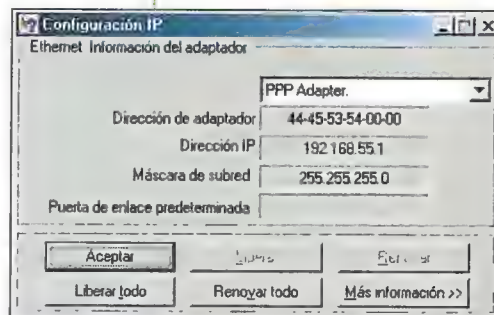 Configuración IP
Ethernet Información del adaptador
PPP Adapter.
Dirección de adaptador 44-45-53-54-00-00
Dirección IP 192.168.55.1
Máscara de subred 255.255.255.0
Puerta de enlace predeterminada
Aceptar
Liberar todo Renovar todo Más información >>